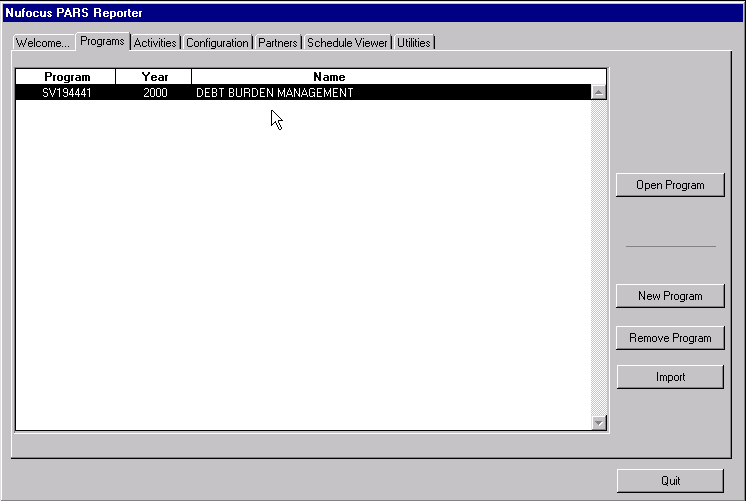 Nufocus PARS Reporter
Welcome... Programs Activities Configuration Partners Schedule Viewer Utilities
Program Year Name
SV194441 2000 DEBT BURDEN MANAGEMENT
Open Program
New Program
Remove Program
Import
Quit